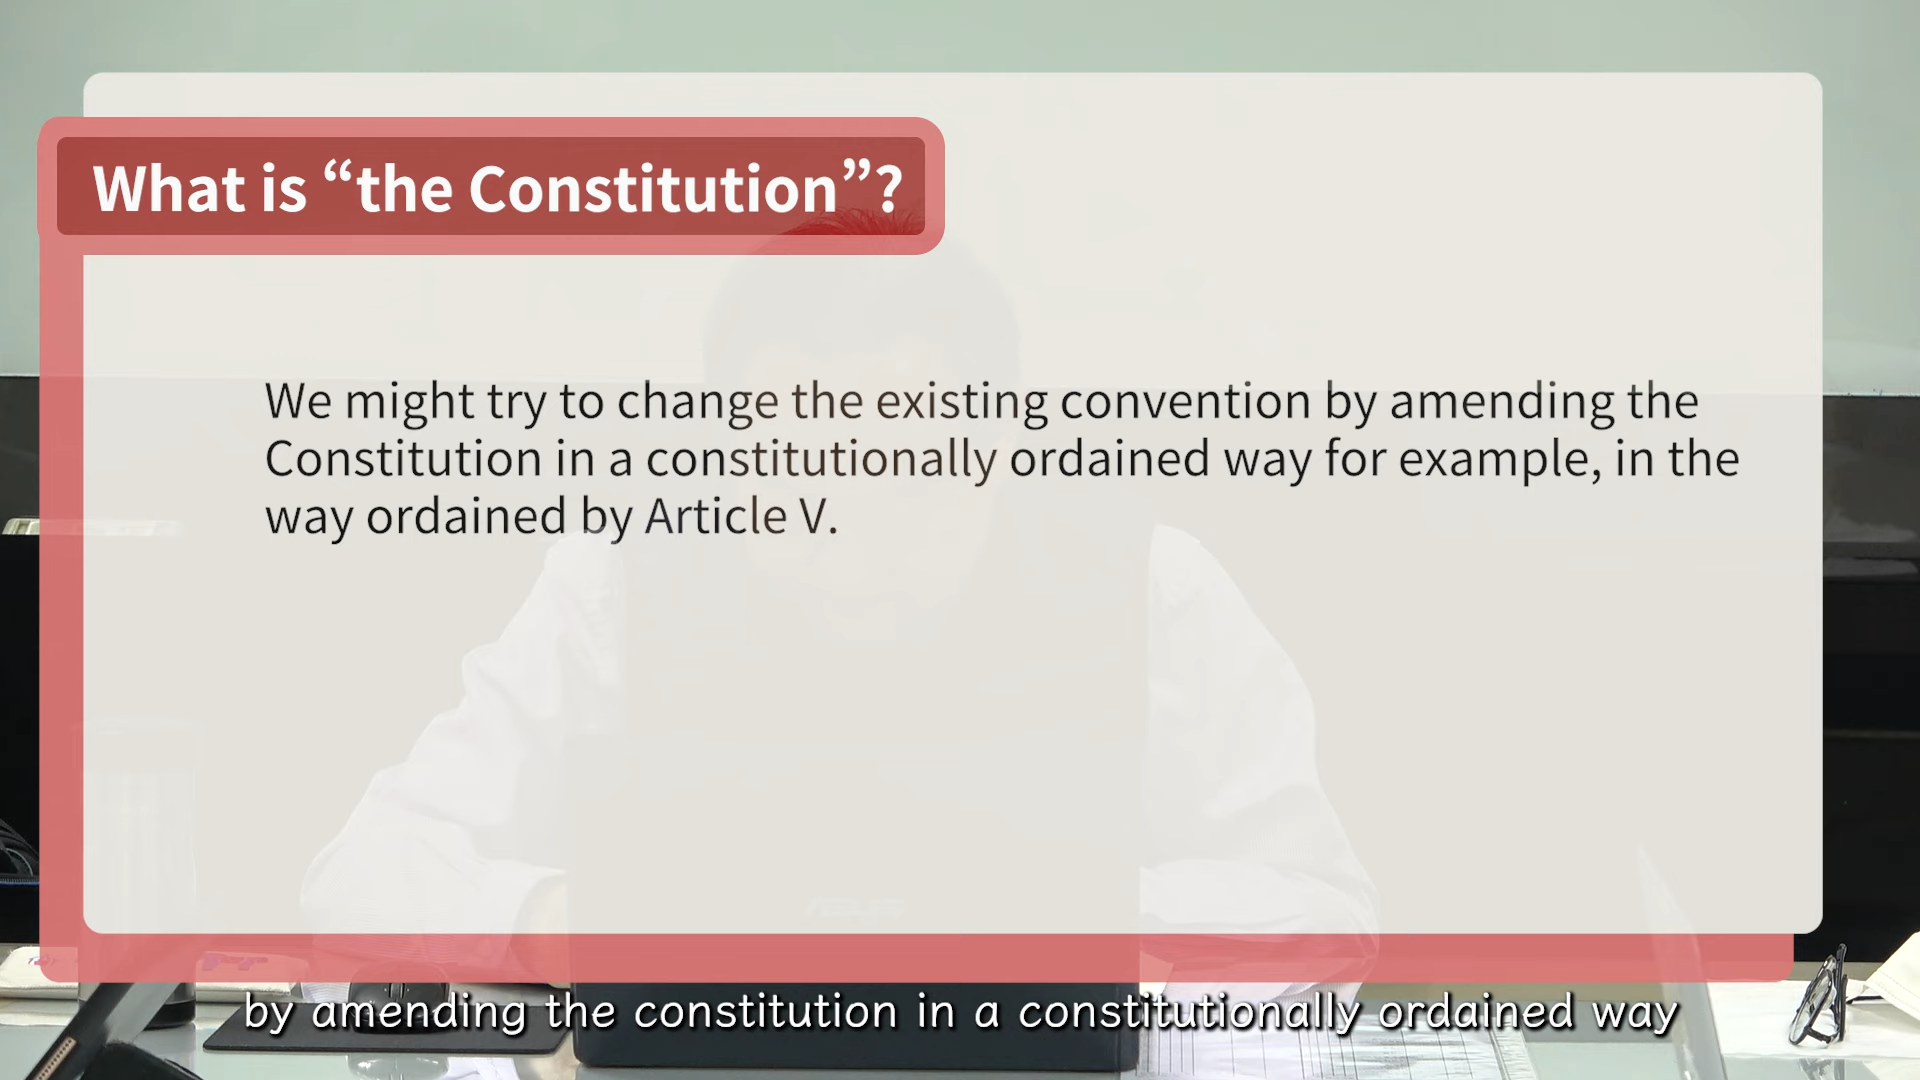 What is “the Constitution”?
We might try to change the existing convention by amending the
Constitution in a constitutionally ordained way for example, in the
way ordained by Article V.
by amending the constitution in a constitutionally ordained way